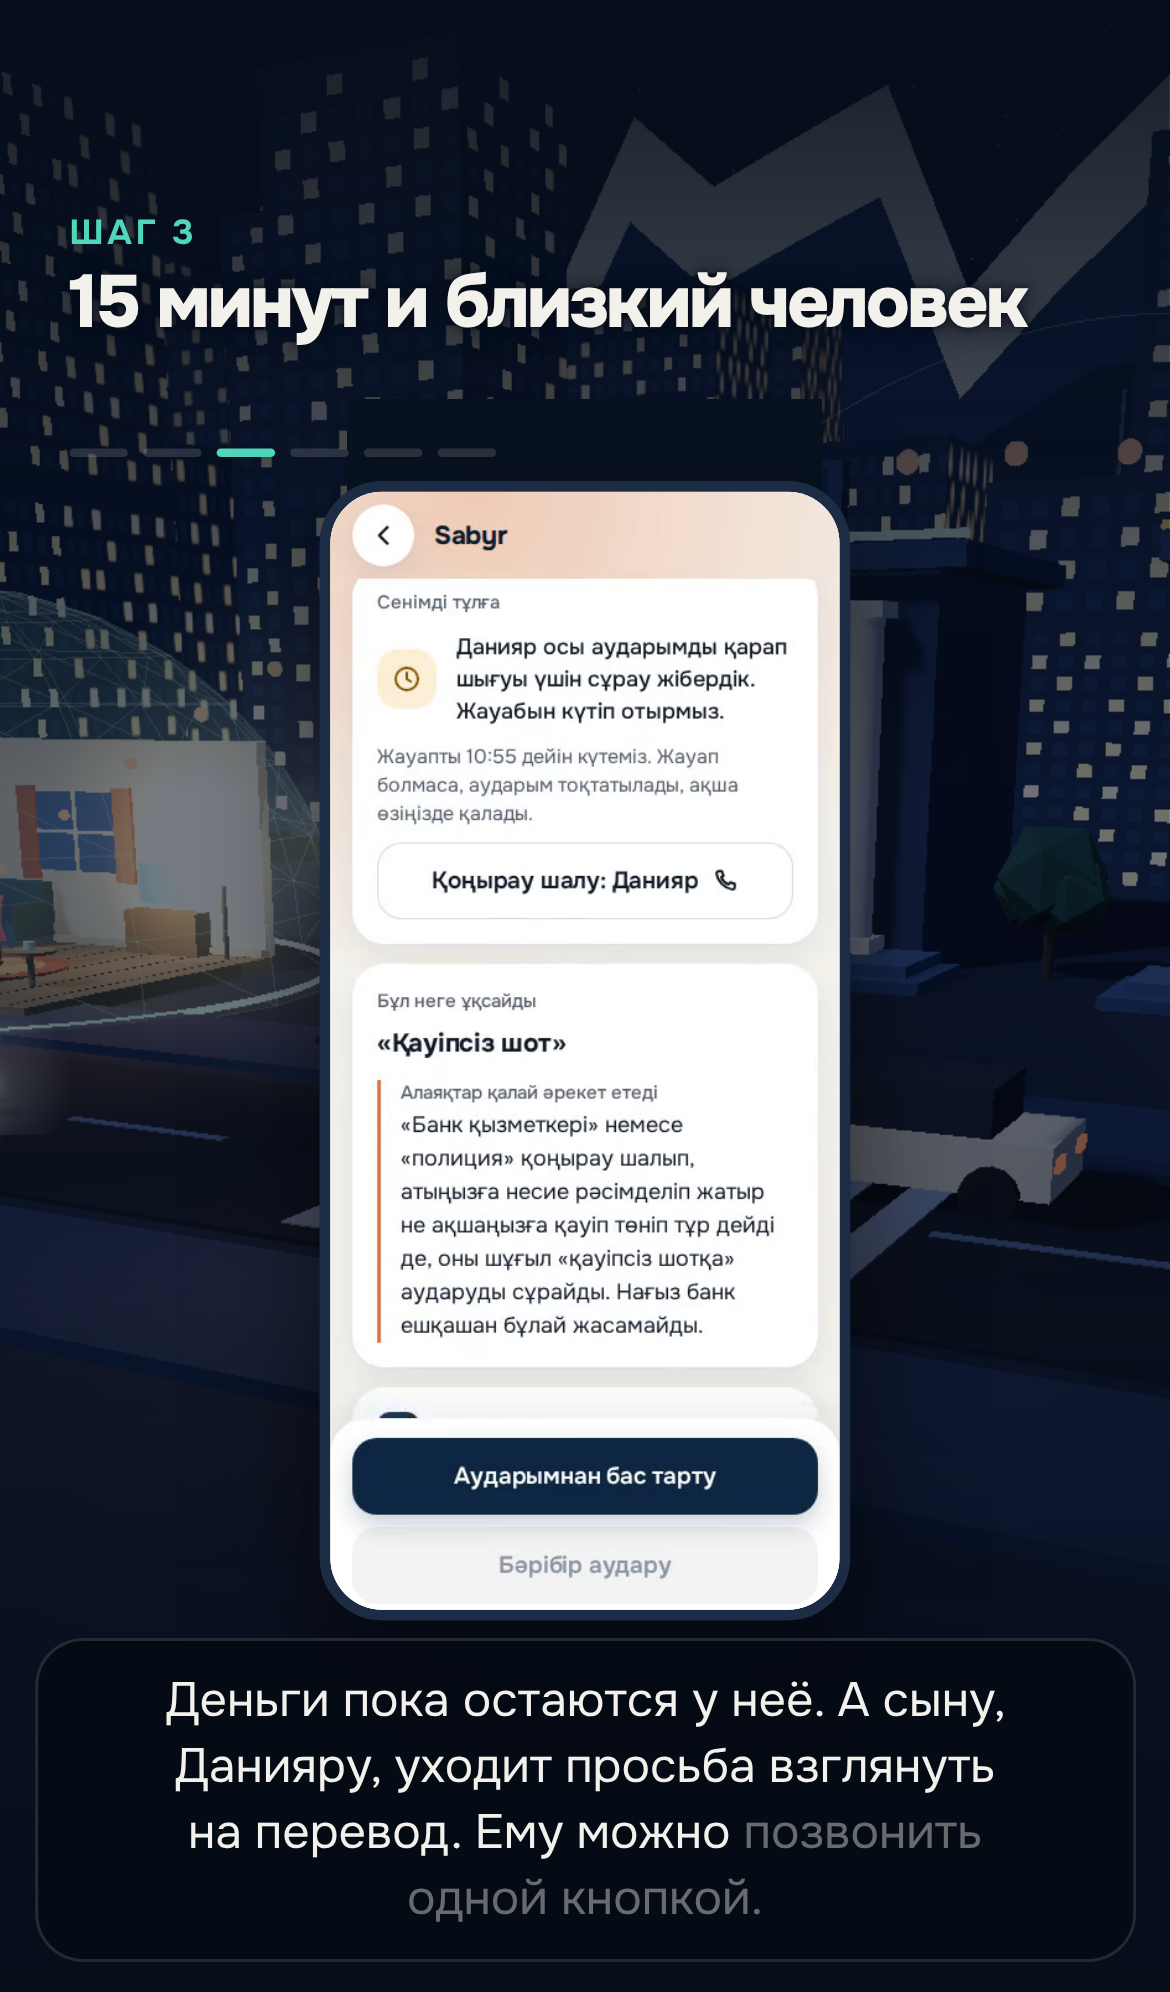 ШАГ 3
15 минут и близкий человек
Sabyr
Сенімді тұлға
Данияр осы аударымды қарап
шығуы үшін сұрау жібердік.
Жауабын күтіп отырмыз.
Жауапты 10:55 дейін күтеміз. Жауап
болмаса, аударым тоқтатылады, ақша
өзіңізде қалады.
Қоңырау шалу: Данияр
Бұл неге ұқсайды
«Қауіпсіз шот»
Алаяқтар қалай әрекет етеді
«Банк қызметкері» немесе
«полиция» қоңырау шалып,
атыңызға несие рәсімделіп жатыр
не ақшаңызға қауіп төніп тұр дейді
де, оны шұғыл «қауіпсіз шотқа»
аударуды сұрайды. Нағыз банк
ешқашан бұлай жасамайды.
Аударымнан бас тарту
Бәрібір аудару
Деньги пока остаются у неё. А сыну,
Данияру, уходит просьба взглянуть
на перевод. Ему можно позвонить
одной кнопкой.